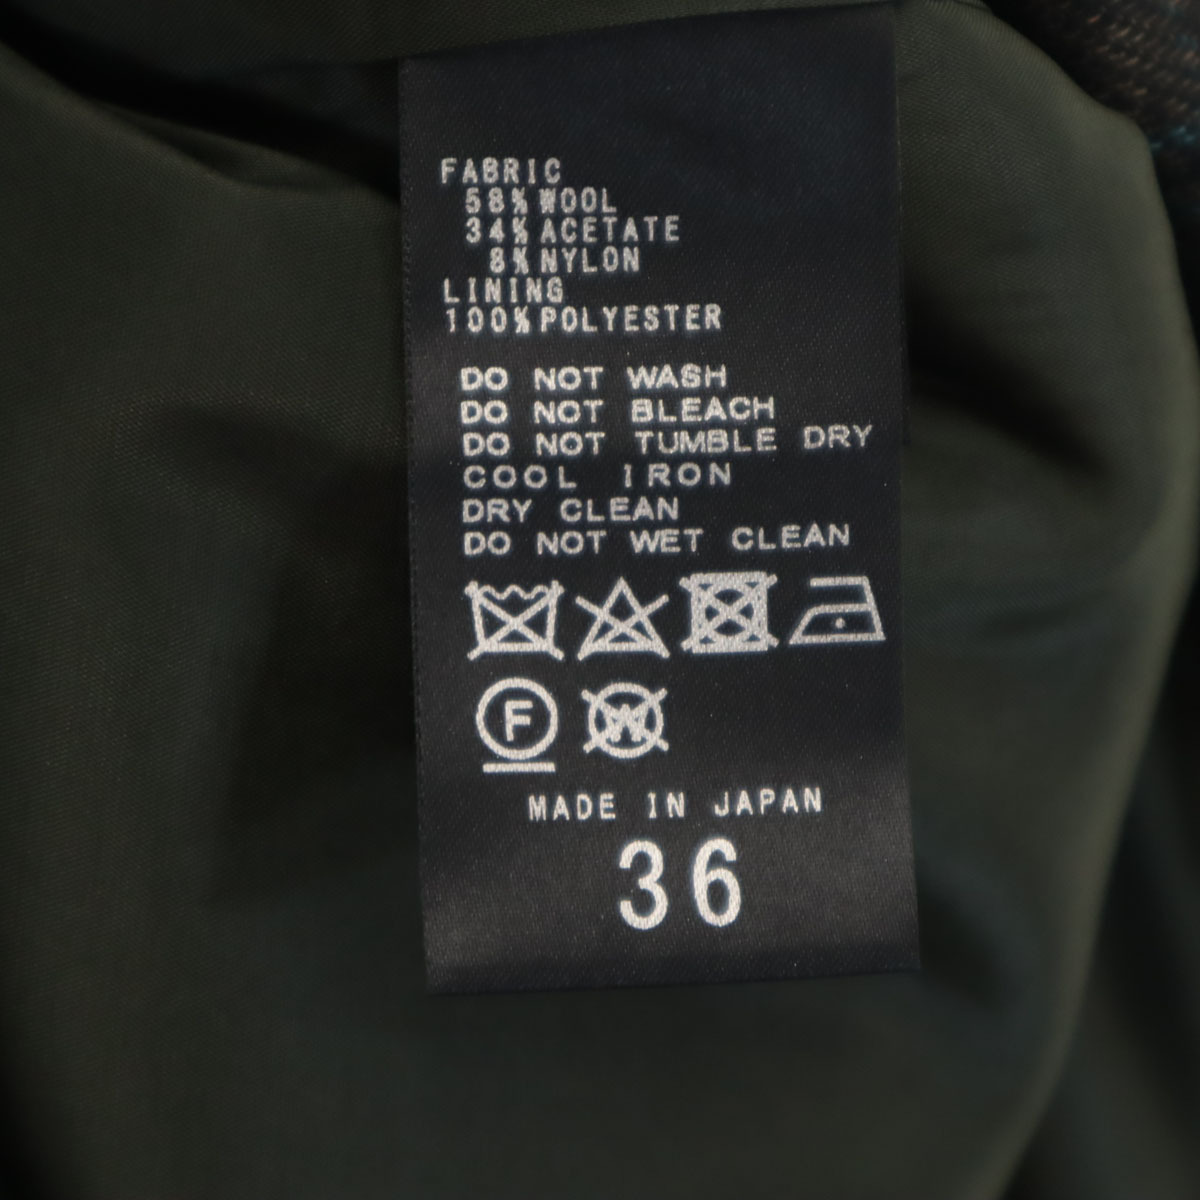 FABRIC
58% WOOL
34% ACETATE
8% NYLON
LINING
100% POLYESTER
DO NOT WASH
DO NOT BLEACH
DO NOT TUMBLE DRY
COOL IRON
DRY CLEAN
DO NOT WET CLEAN
F W
MADE IN JAPAN
36